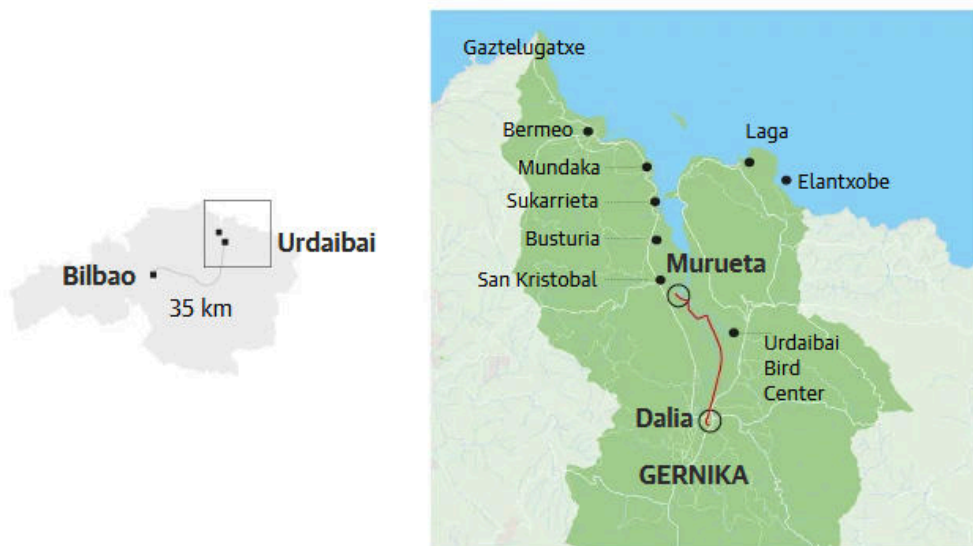 Bilbao
35 km
Urdaibai
Gaztelugatxe
Bermeo
Mundaka
Sukarrieta
Busturia
San Kristobal
Laga
Elantxobe
Murueta
Urdaibai
Bird
Center
Dalia
GERNIKA